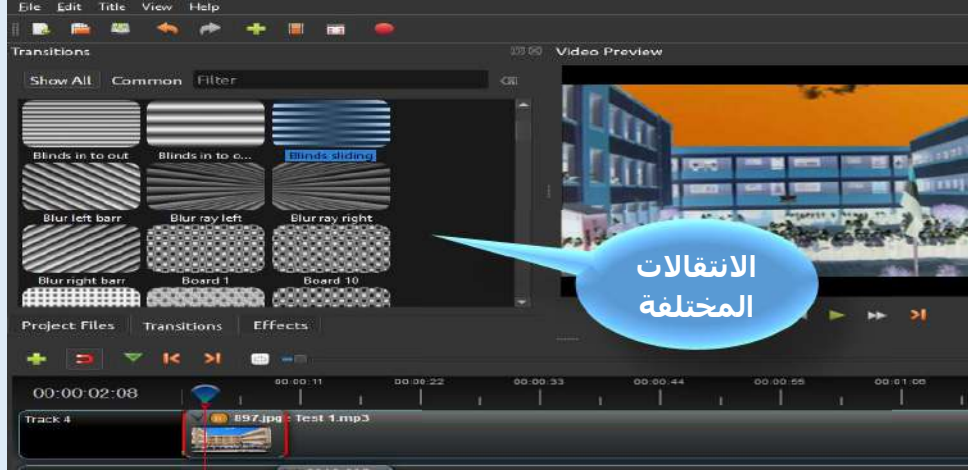 File Edit Title View Help
Transitions
Video Preview
Show All Common Filter
Blinds in to out Blinds in to o... Blinds sliding
Blur left barr Blur ray left Blur ray right
Blur right barr Board 1 Board 10
الانتقالات
المختلفة
Project Files Transitions Effects
00:00:02:08
00:00:11 00:00:22 00:00:33 00:00:44 00:00:55 00:01:06
Track 4
897.jpg - Test 1.mp3